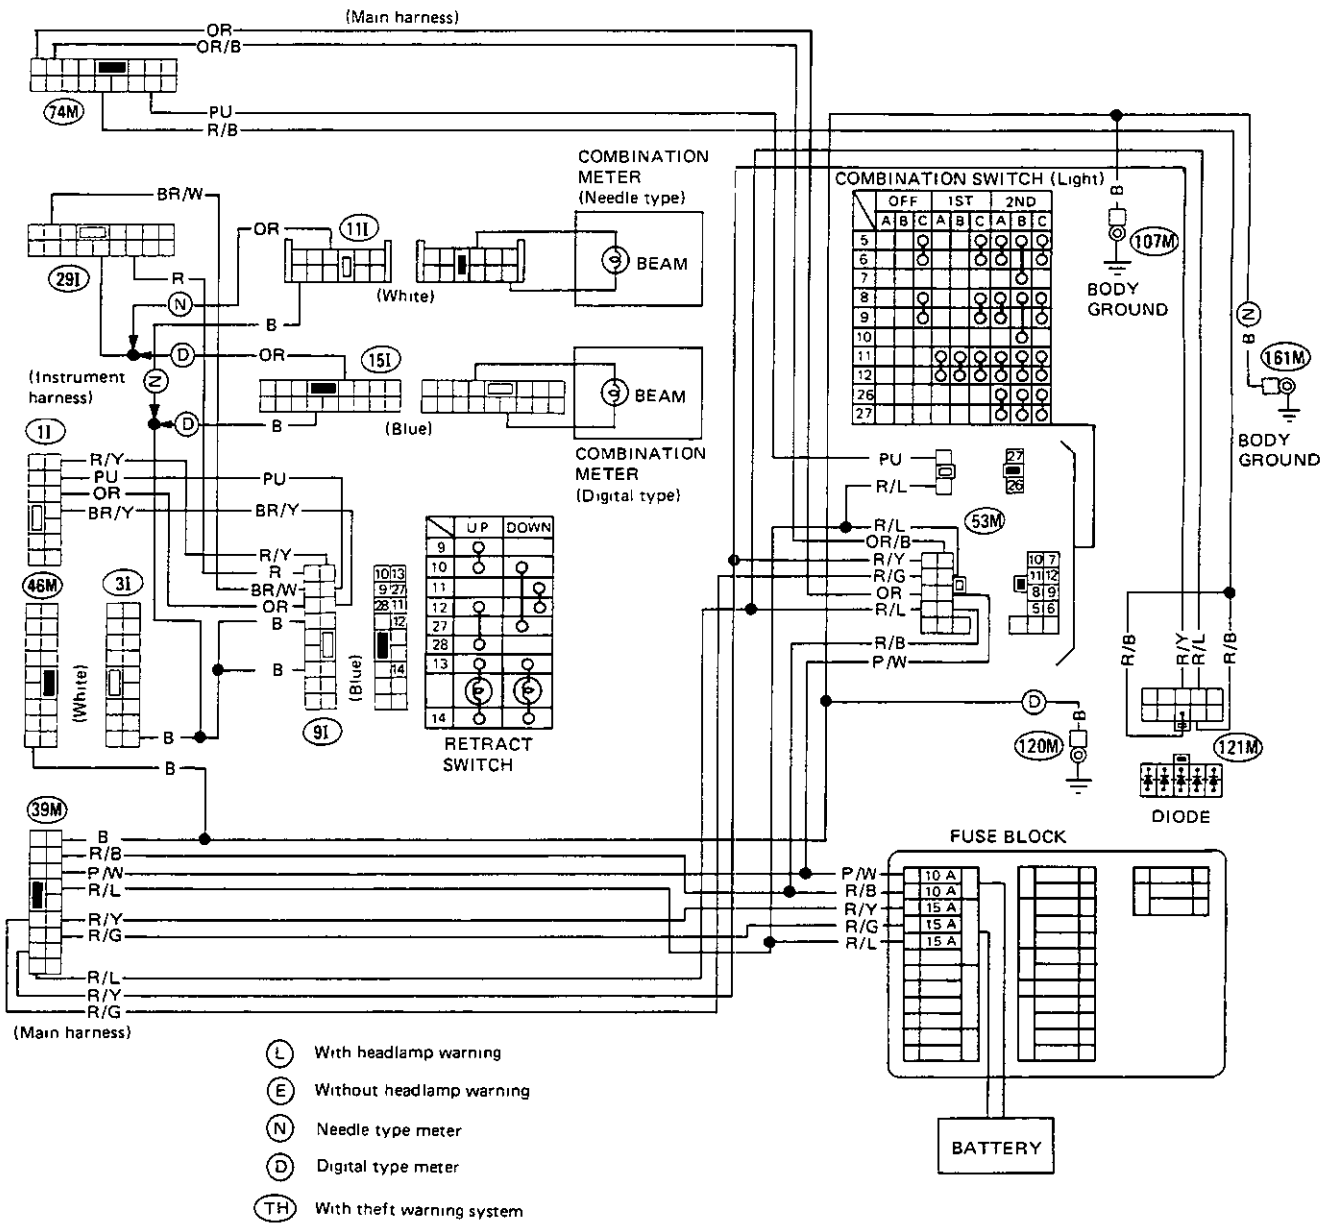 (Main harness)
OR
OR/B
74M
PU
R/B
COMBINATION
METER
(Needle type)
BEAM
COMBINATION SWITCH (Light)
OFF 1ST 2ND
A B C A B C A B C
5
6
7
8
9
10
11
12
26
27
B
107M
BODY
GROUND
N
B
161M
BODY
GROUND
BR/W
29I
R
OR
11I
(White)
N
B
D
OR
15I
N
D
B
(Blue)
BEAM
COMBINATION
METER
(Digital type)
(Instrument
harness)
1I
R/Y
PU
OR
BR/Y
PU
BR/Y
R/Y
R
BR/W
OR
B
B
9I
(Blue)
10 13
9 27
28 11
12
14
UP DOWN
9
10
11
12
27
28
13
14
RETRACT
SWITCH
46M
(White)
3I
B
B
PU
R/L
27
26
53M
R/L
OR/B
R/Y
R/G
OR
R/L
R/B
P/W
10 7
11 12
8 9
5 6
D
B
120M
R/B
R/Y
R/L
R/B
121M
DIODE
39M
B
R/B
P/W
R/L
R/Y
R/G
R/L
R/Y
R/G
(Main harness)
FUSE BLOCK
P/W 10 A
R/B 10 A
R/Y 15 A
R/G 15 A
R/L 15 A
BATTERY
L With headlamp warning
E Without headlamp warning
N Needle type meter
D Digital type meter
TH With theft warning system